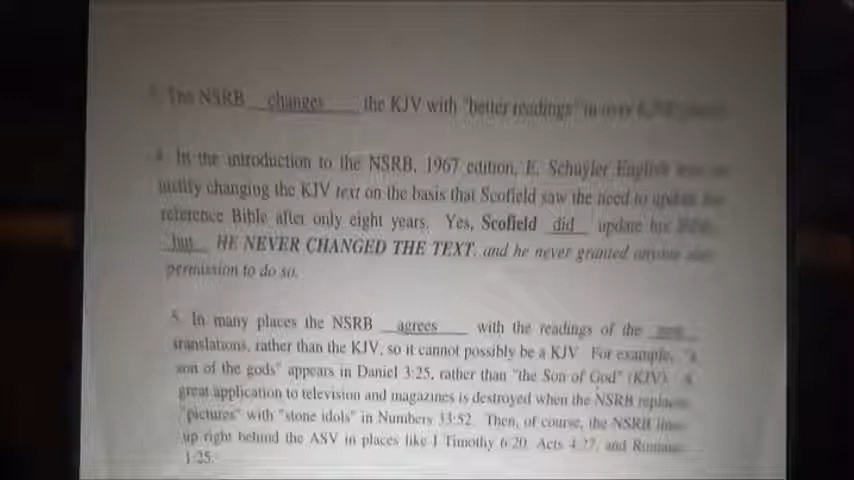 The NSRB changes the KJV with "better readings" in over
4. In the introduction to the NSRB, 1967 edition, E. Schuyler English
justify changing the KJV text on the basis that Scofield saw the need to update
reference Bible after only eight years. Yes, Scofield did update his
but HE NEVER CHANGED THE TEXT, and he never granted anyone
permission to do so.
5. In many places the NSRB agrees with the readings of the
translations, rather than the KJV, so it cannot possibly be a KJV. For example, "a
son of the gods" appears in Daniel 3:25, rather than "the Son of God" (KJV). A
great application to television and magazines is destroyed when the NSRB replaces
"pictures" with "stone idols" in Numbers 33:52. Then, of course, the NSRB lines
up right behind the ASV in places like I Timothy 6:20, Acts 4:27, and Romans
1:25.